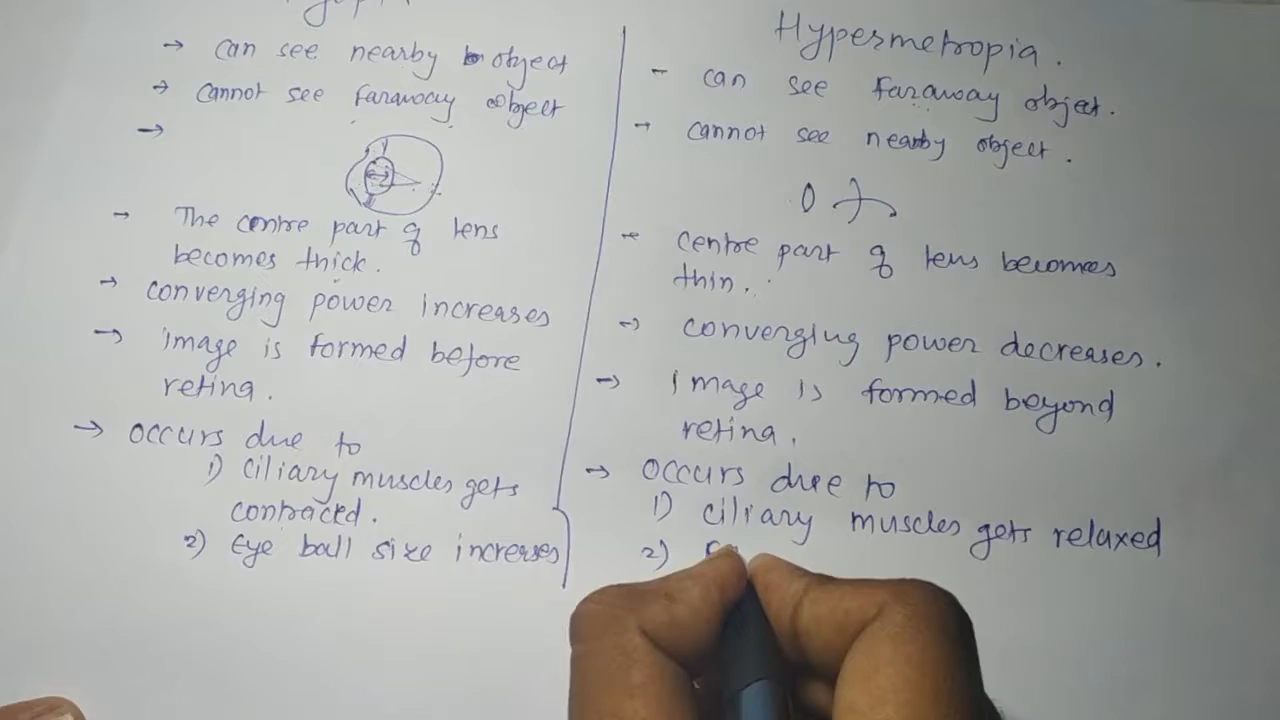 can see nearby object
cannot see faraway object
The centre part of lens
becomes thick.
converging power increases
image is formed before
retina.
occurs due to
1) ciliary muscles gets
contracted.
2) Eye ball size increases
Hypermetropia.
can see faraway object.
cannot see nearby object.
centre part of lens becomes
thin.
converging power decreases.
image is formed beyond
retina.
occurs due to
1) ciliary muscles gets relaxed
2)